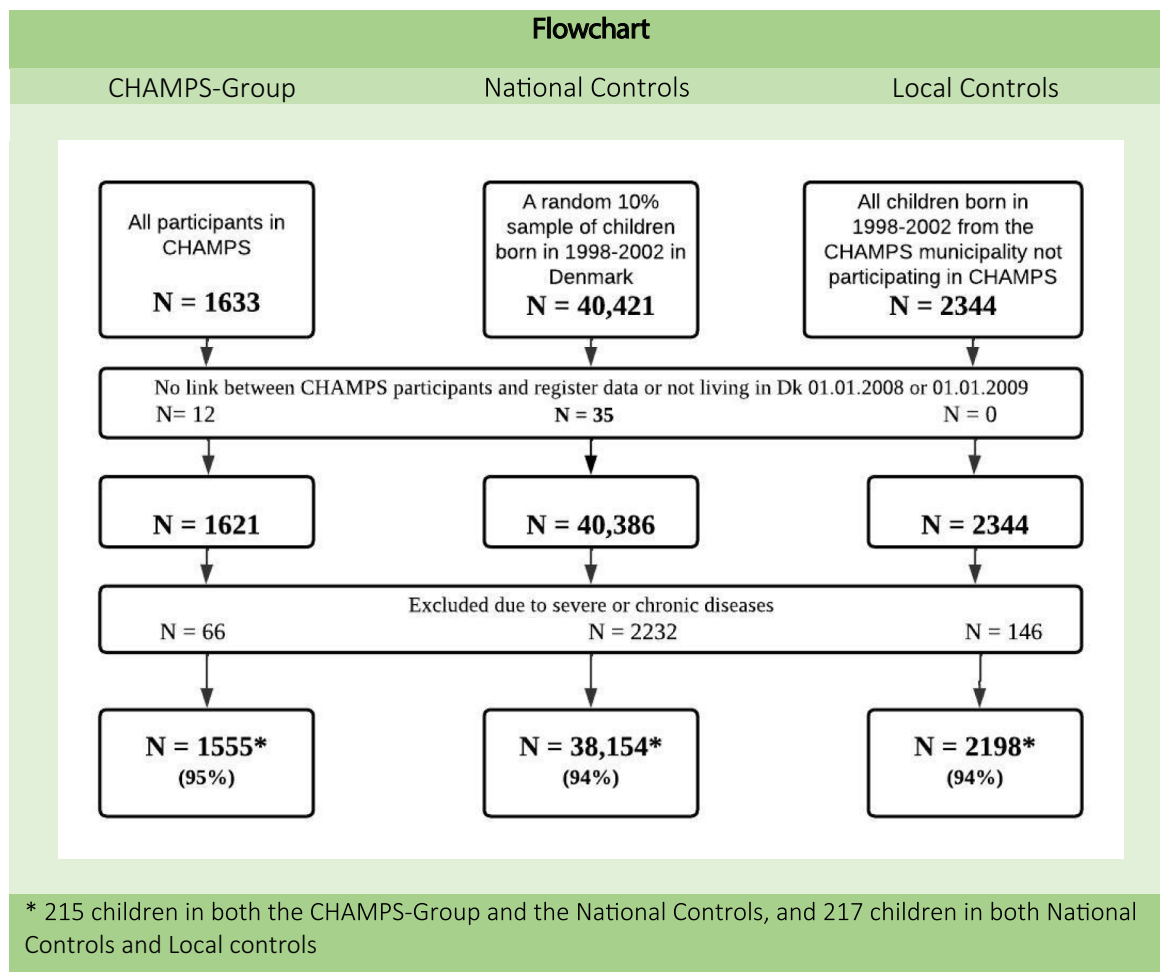 Flowchart
CHAMPS-Group
National Controls
Local Controls
All participants in
CHAMPS
N = 1633
A random 10%
sample of children
born in 1998-2002 in
Denmark
N = 40,421
All children born in
1998-2002 from the
CHAMPS municipality not
participating in CHAMPS
N = 2344
No link between CHAMPS participants and register data or not living in Dk 01.01.2008 or 01.01.2009
N= 12
N = 35
N = 0
N = 1621
N = 40,386
N = 2344
Excluded due to severe or chronic diseases
N = 66
N = 2232
N = 146
N = 1555*
(95%)
N = 38,154*
(94%)
N = 2198*
(94%)
* 215 children in both the CHAMPS-Group and the National Controls, and 217 children in both National
Controls and Local controls